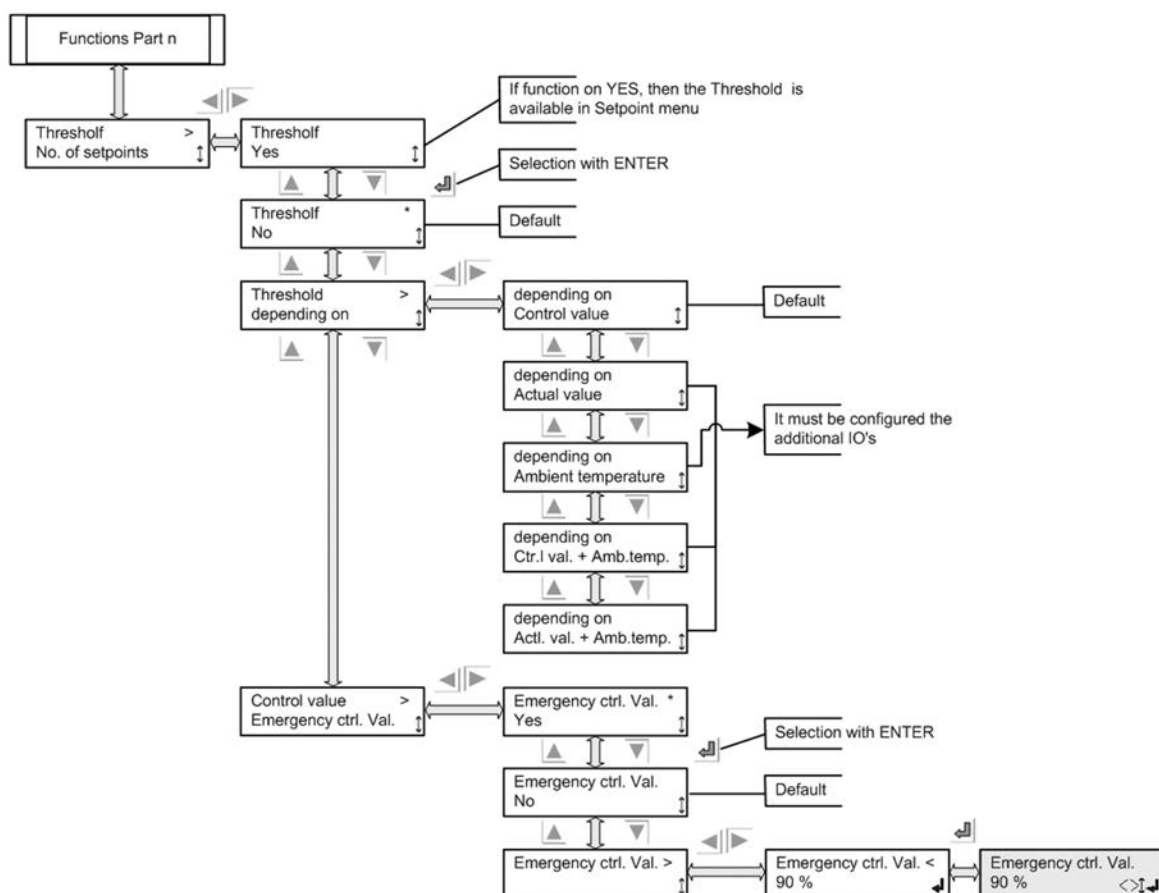 Functions Part n
If function on YES, then the Threshold is
available in Setpoint menu
Thresholf >
No. of setpoints
Thresholf
Yes
Selection with ENTER
Thresholf *
No
Default
Threshold >
depending on
depending on
Control value
Default
depending on
Actual value
It must be configured the
additional IO's
depending on
Ambient temperature
depending on
Ctr.l val. + Amb.temp.
depending on
Actl. val. + Amb.temp.
Control value >
Emergency ctrl. Val.
Emergency ctrl. Val. *
Yes
Selection with ENTER
Emergency ctrl. Val.
No
Default
Emergency ctrl. Val. >
Emergency ctrl. Val. <
90 %
Emergency ctrl. Val.
90 % <>